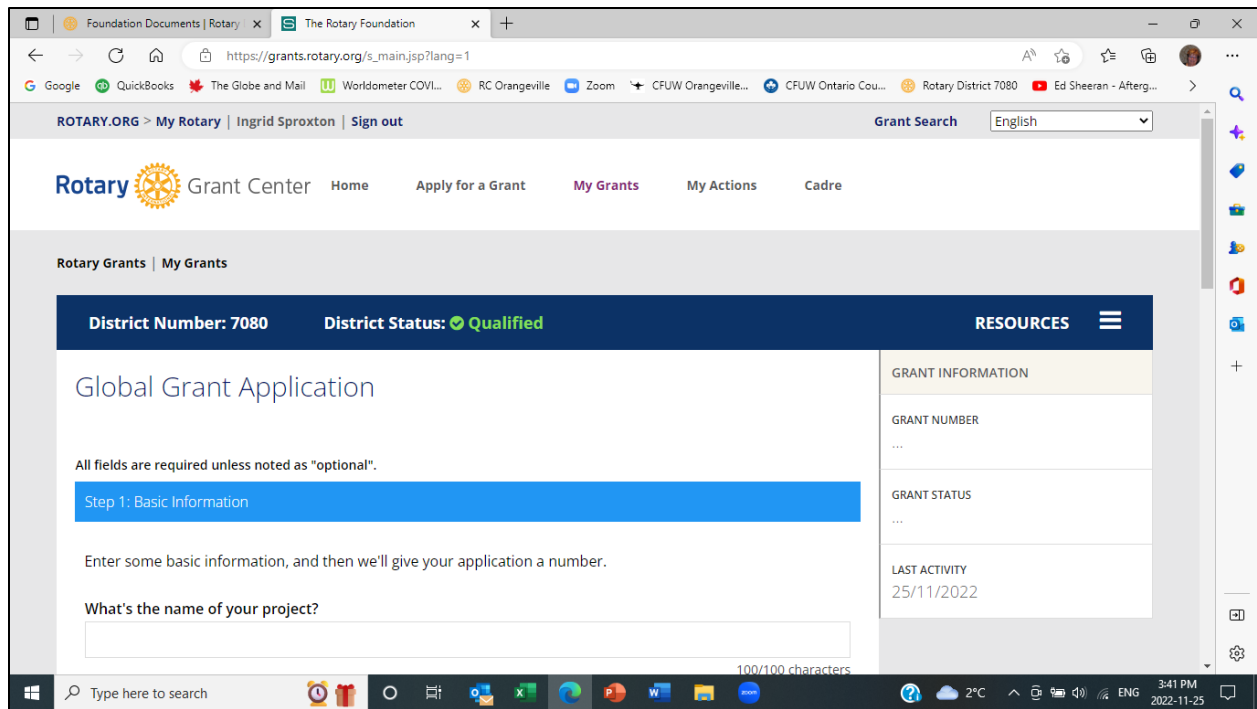 Foundation Documents | Rotary
The Rotary Foundation
https://grants.rotary.org/s_main.jsp?lang=1
Google QuickBooks The Globe and Mail Worldometer COVI... RC Orangeville Zoom CFUW Orangeville... CFUW Ontario Cou... Rotary District 7080 Ed Sheeran - Afterg...
ROTARY.ORG > My Rotary | Ingrid Sproxton | Sign out Grant Search English
Rotary Grant Center Home Apply for a Grant My Grants My Actions Cadre
Rotary Grants | My Grants
District Number: 7080 District Status: Qualified RESOURCES
Global Grant Application
All fields are required unless noted as "optional".
Step 1: Basic Information
Enter some basic information, and then we'll give your application a number.
What's the name of your project?
100/100 characters
GRANT INFORMATION
GRANT NUMBER
...
GRANT STATUS
...
LAST ACTIVITY
25/11/2022
Type here to search
2°C ENG 3:41 PM
2022-11-25